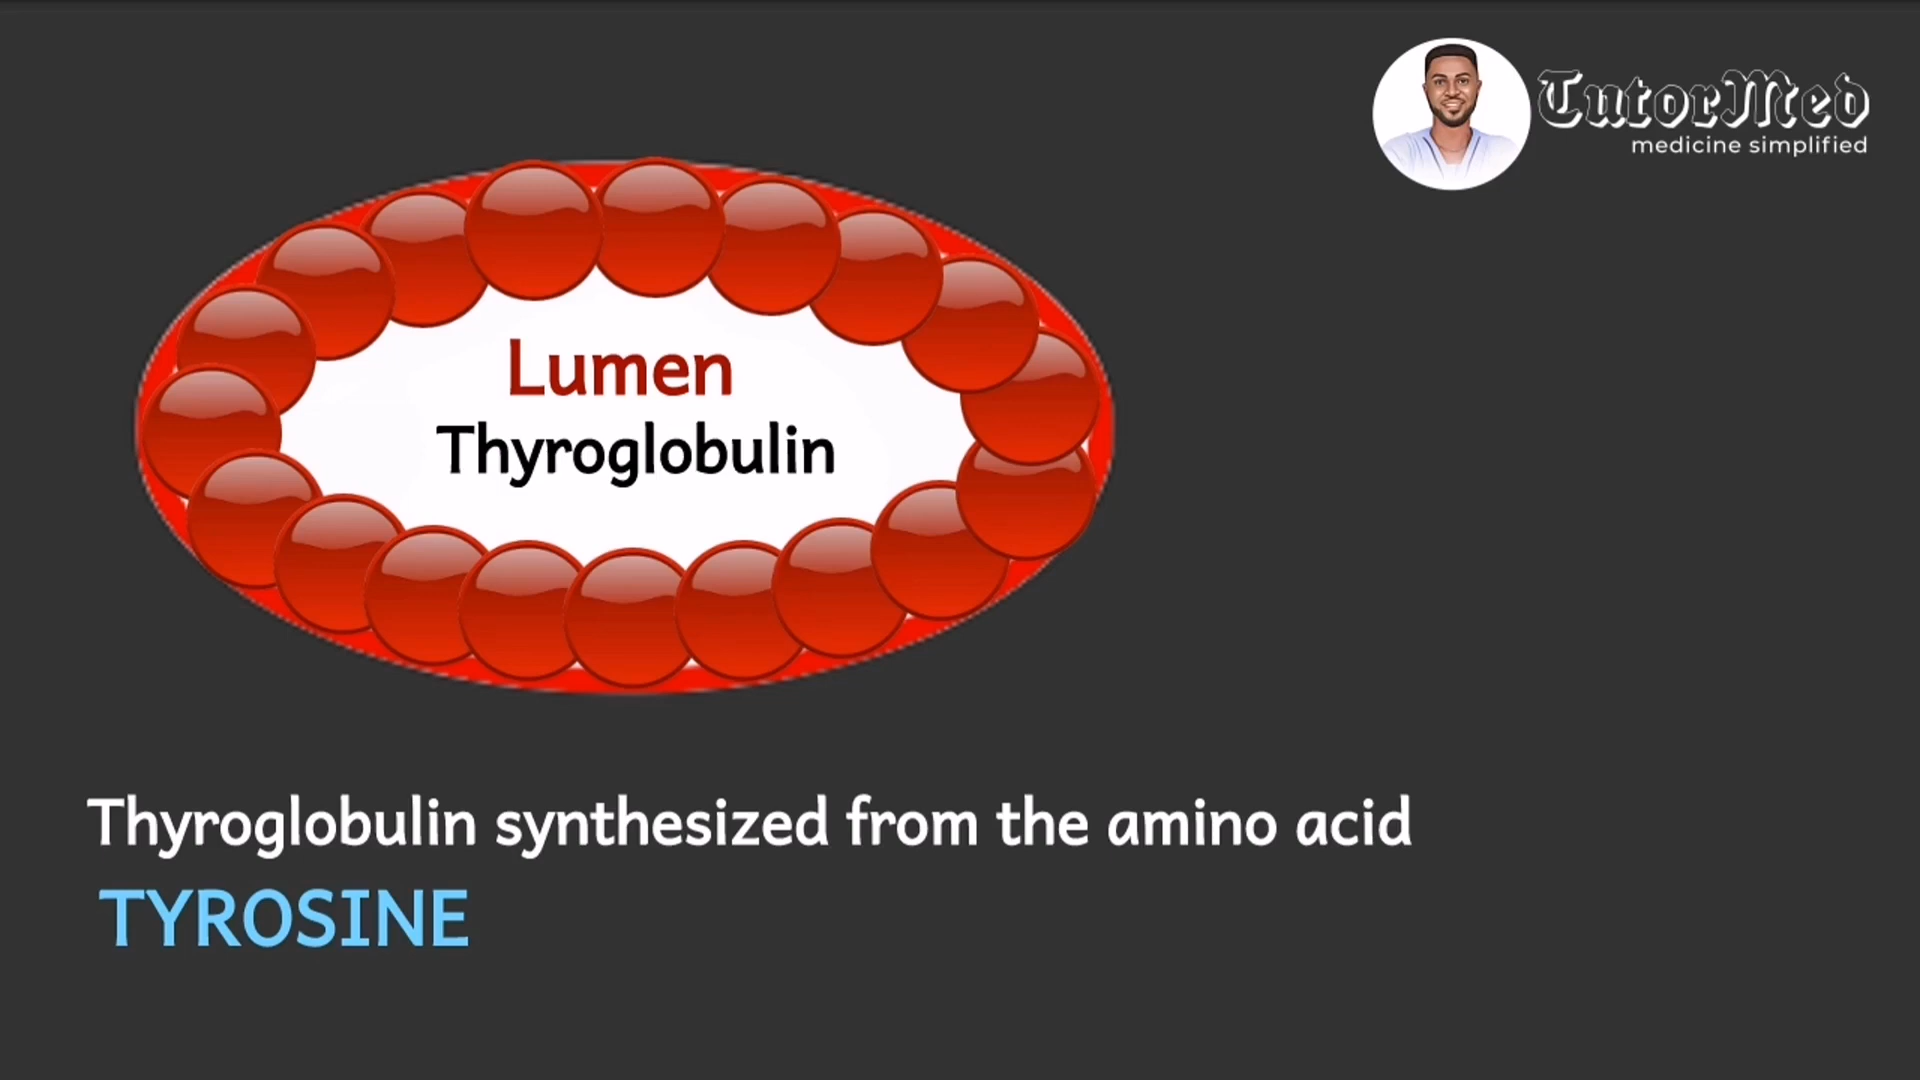 TutorMed
medicine simplified
Lumen
Thyroglobulin
Thyroglobulin synthesized from the amino acid
TYROSINE